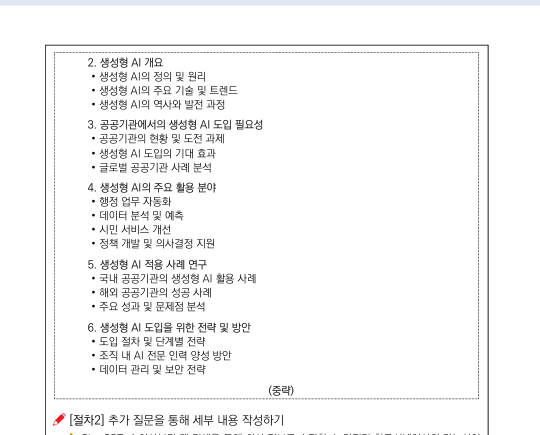 2. 생성형 AI 개요
• 생성형 AI의 정의 및 원리
• 생성형 AI의 주요 기술 및 트렌드
• 생성형 AI의 역사와 발전 과정
3. 공공기관에서의 생성형 AI 도입 필요성
• 공공기관의 현황 및 도전 과제
• 생성형 AI 도입의 기대 효과
• 글로벌 공공기관 사례 분석
4. 생성형 AI의 주요 활용 분야
• 행정 업무 자동화
• 데이터 분석 및 예측
• 시민 서비스 개선
• 정책 개발 및 의사결정 지원
5. 생성형 AI 적용 사례 연구
• 국내 공공기관의 생성형 AI 활용 사례
• 해외 공공기관의 성공 사례
• 주요 성과 및 문제점 분석
6. 생성형 AI 도입을 위한 전략 및 방안
• 도입 절차 및 단계별 전략
• 조직 내 AI 전문 인력 양성 방안
• 데이터 관리 및 보안 전략
(중략)
[절차2] 추가 질문을 통해 세부 내용 작성하기